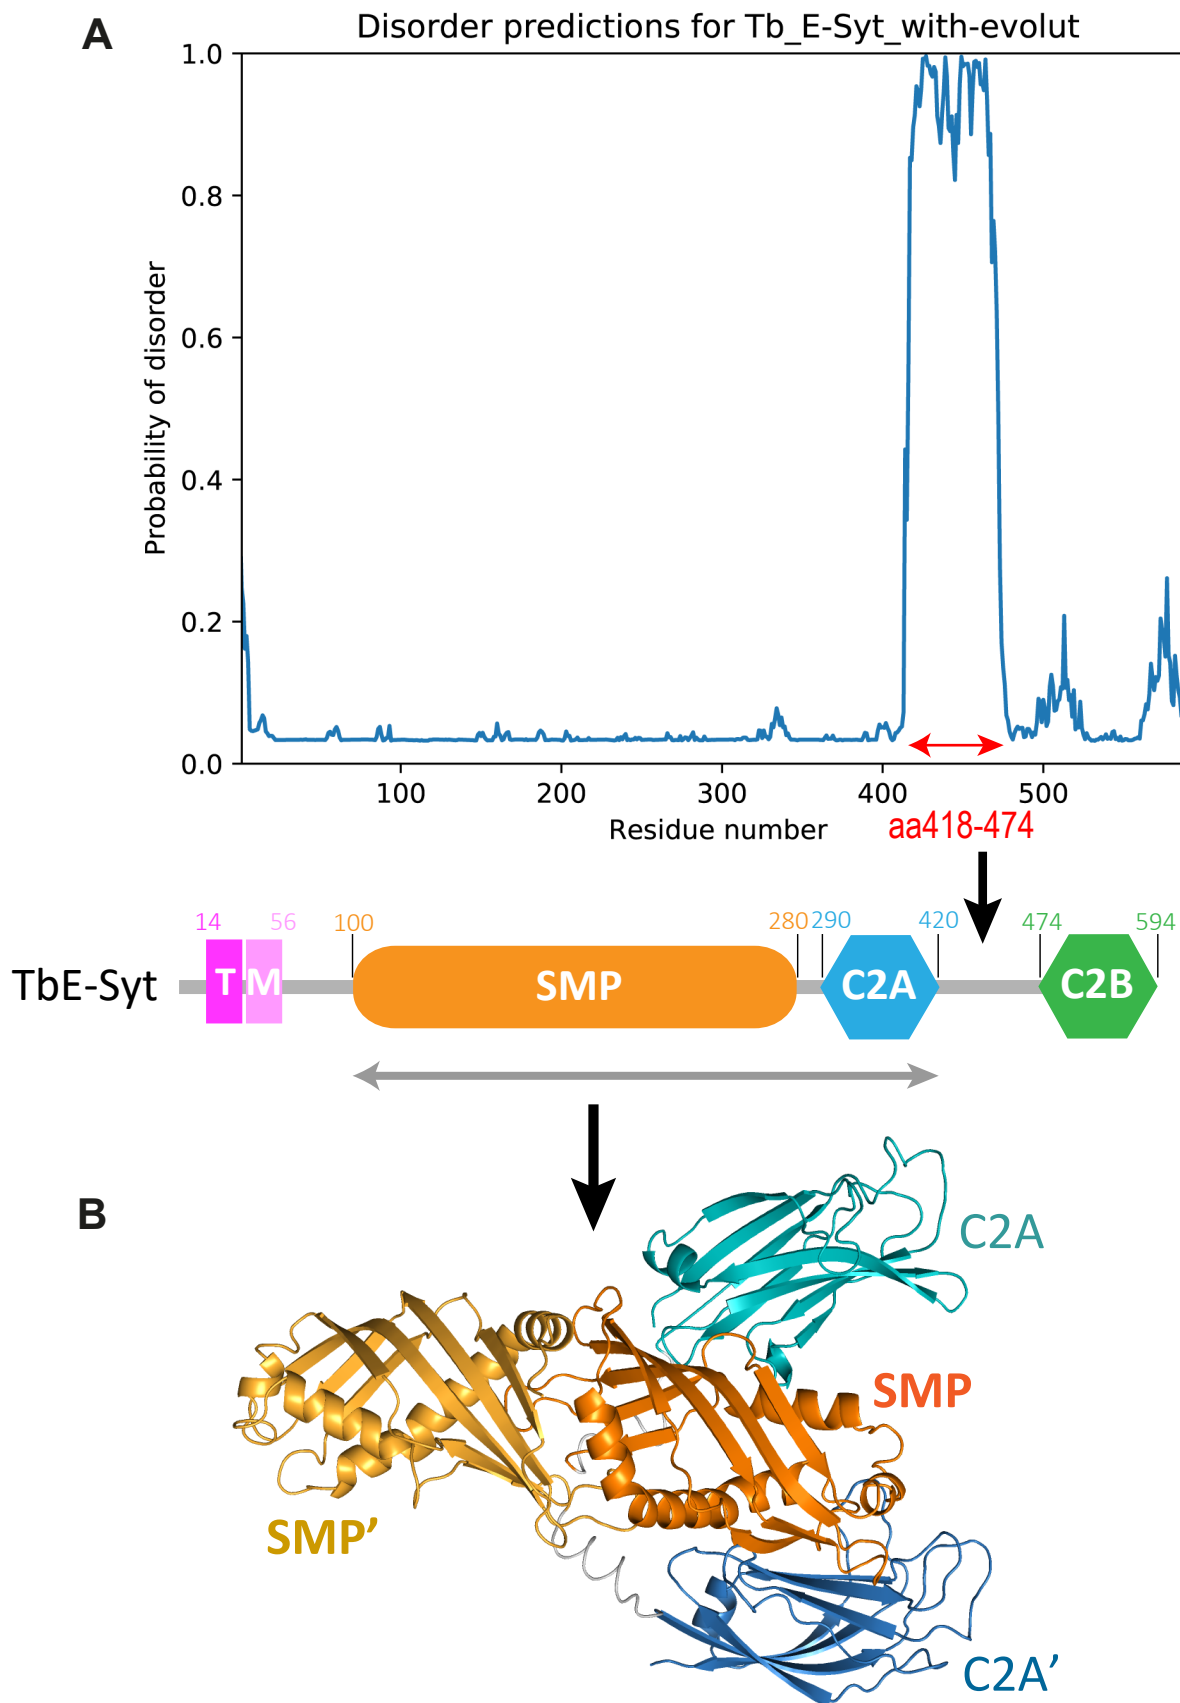 A
Disorder predictions for Tb_E-Syt_with-evolut
1.0
0.8
0.6
0.4
0.2
0.0
Probability of disorder
100 200 300 400 500
Residue number
aa418-474
14 56 100 280 290 420 474 594
TbE-Syt T M SMP C2A C2B
B
C2A
SMP
SMP’
C2A’